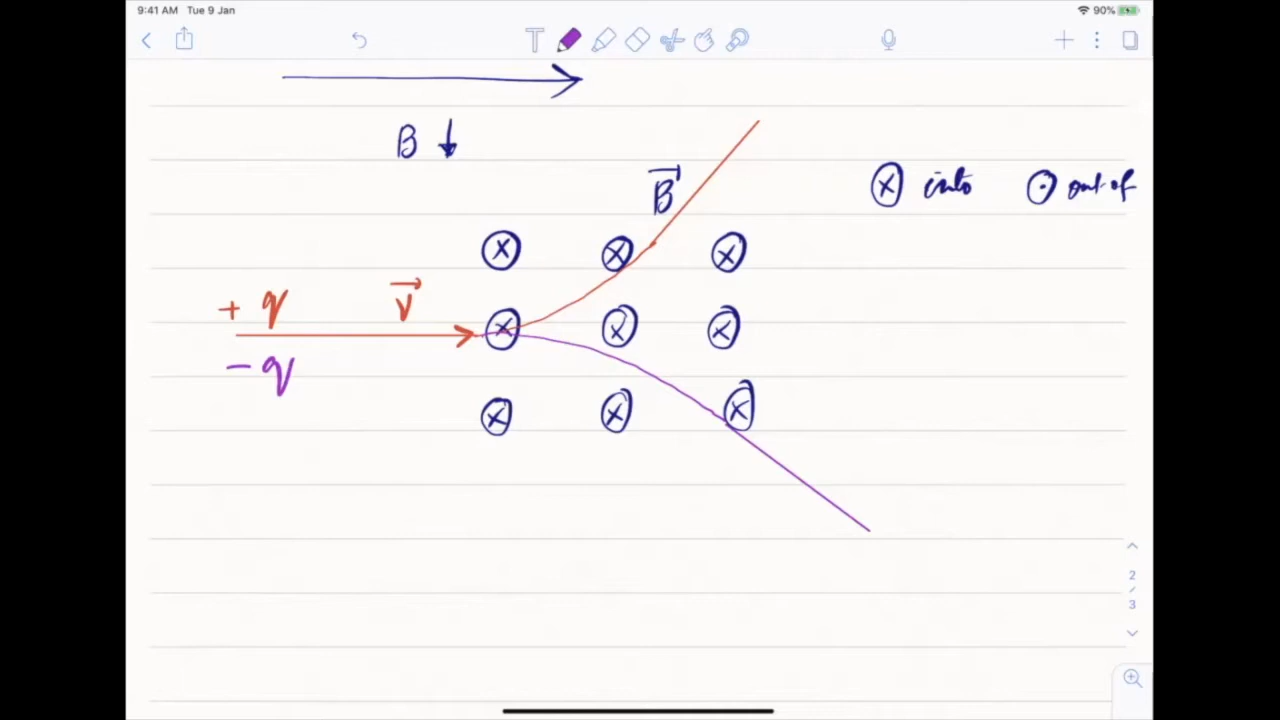 9:41 AM Tue 9 Jan
90%
T
B ↓
B⃗
ⓧ into ⊙ out of
ⓧ ⓧ ⓧ
+ q v⃗
ⓧ ⓧ ⓧ
− q
ⓧ ⓧ ⓧ
2
/
3